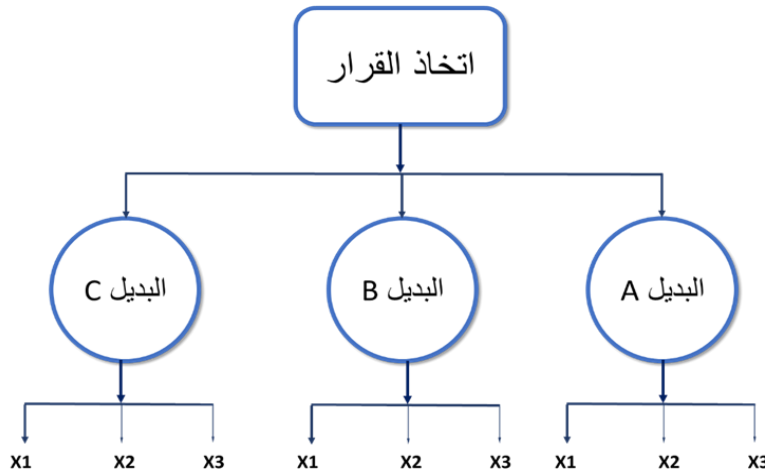 اتخاذ القرار
البديل A
البديل B
البديل C
X1 X2 X3 X1 X2 X3 X1 X2 X3